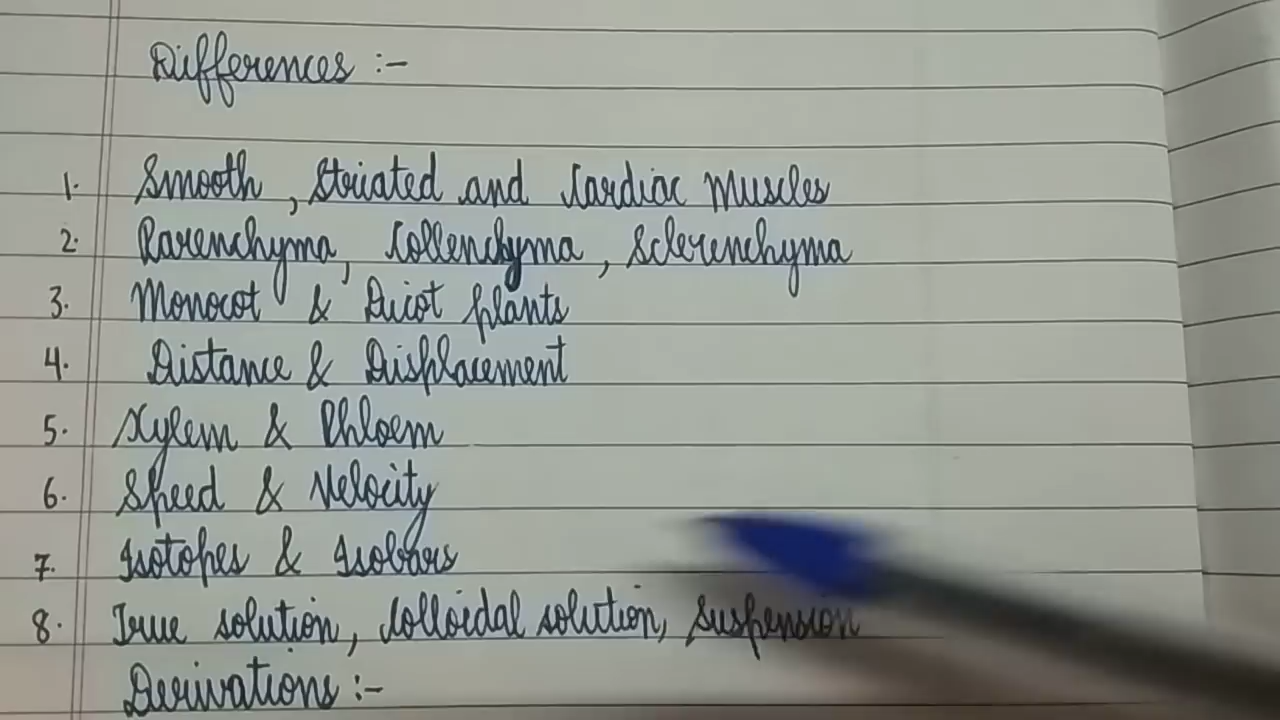 Differences :-
1. Smooth, Striated and Cardiac Muscles
2. Parenchyma, Collenchyma, Sclerenchyma
3. Monocot & Dicot plants
4. Distance & Displacement
5. Xylem & Phloem
6. Speed & Velocity
7. Isotopes & Isobars
8. True solution, Colloidal solution, Suspension
Derivations :-